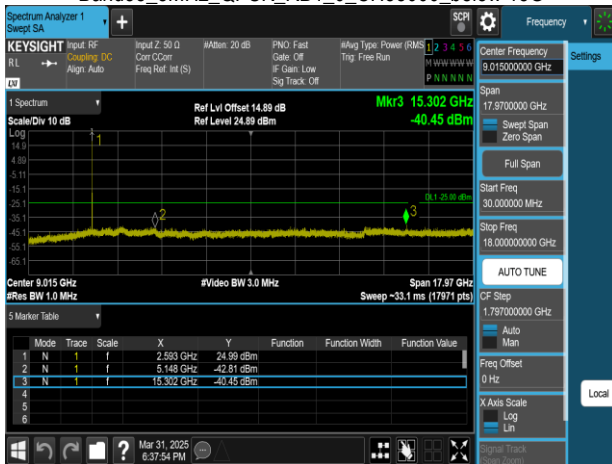 Spectrum Analyzer 1
Swept SA
+
SCPI
Frequency
Settings
KEYSIGHT
RL
LXI
Input: RF
Coupling: DC
Align: Auto
Input Z: 50 Ω
Corr CCorr
Freq Ref: Int (S)
#Atten: 20 dB
PNO: Fast
Gate: Off
IF Gain: Low
Sig Track: Off
#Avg Type: Power (RMS
Trig: Free Run
1 2 3 4 5 6
M W W W W W
P N N N N N
1 Spectrum
Scale/Div 10 dB
Ref Lvl Offset 14.89 dB
Ref Level 24.89 dBm
Mkr3 15.302 GHz
-40.45 dBm
Log
14.9
4.89
-5.11
-15.1
-25.1
-35.1
-45.1
-55.1
-65.1
1
2
3
DL1 -25.00 dBm
Center 9.015 GHz
#Res BW 1.0 MHz
#Video BW 3.0 MHz
Span 17.97 GHz
Sweep ~33.1 ms (17971 pts)
5 Marker Table
Mode Trace Scale X Y Function Function Width Function Value
1 N 1 f 2.593 GHz 24.99 dBm
2 N 1 f 5.148 GHz -42.81 dBm
3 N 1 f 15.302 GHz -40.45 dBm
4
5
6
Center Frequency
9.015000000 GHz
Span
17.9700000 GHz
Swept Span
Zero Span
Full Span
Start Freq
30.000000 MHz
Stop Freq
18.000000000 GHz
AUTO TUNE
CF Step
1.797000000 GHz
Auto
Man
Freq Offset
0 Hz
X Axis Scale
Log
Lin
Signal Track
(Span Zoom)
Local
?
Mar 31, 2025
6:37:54 PM